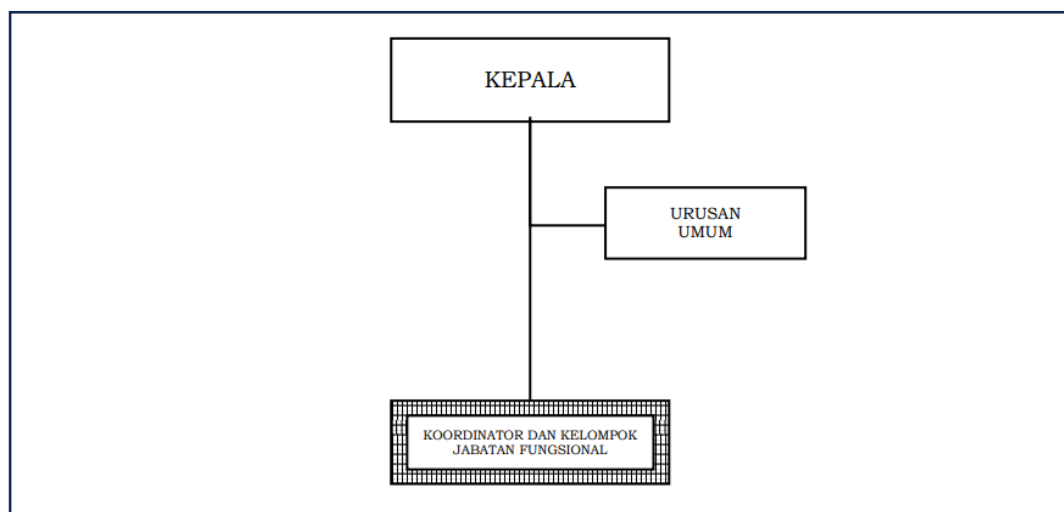 KEPALA
URUSAN
UMUM
KOORDINATOR DAN KELOMPOK
JABATAN FUNGSIONAL